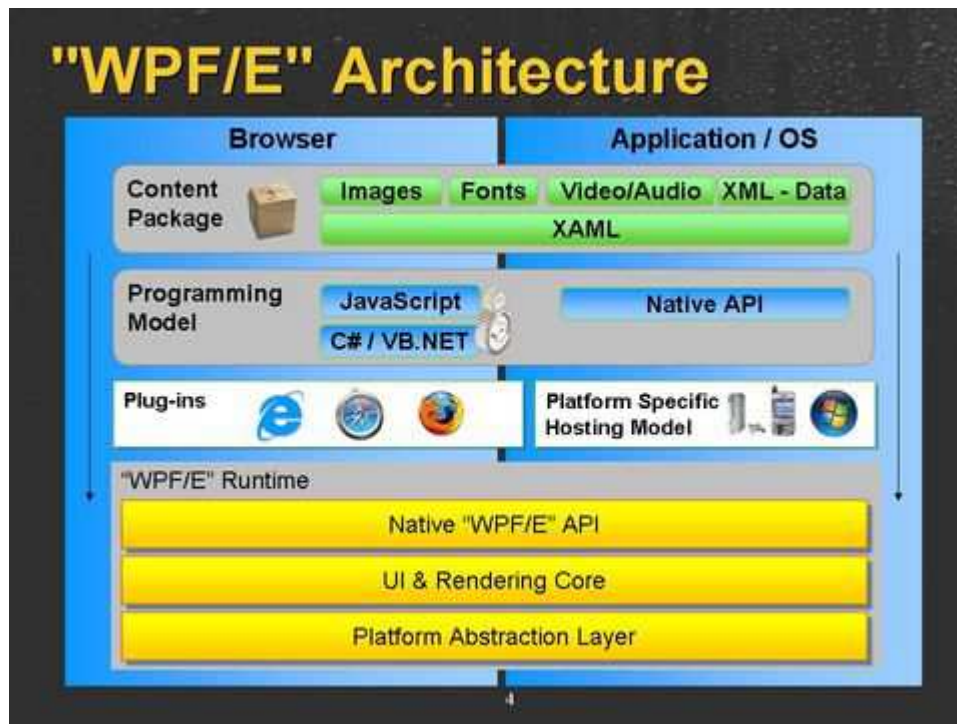 "WPF/E" Architecture
Browser
Application / OS
Content
Package
Images Fonts Video/Audio XML - Data
XAML
Programming
Model
JavaScript
C# / VB.NET
Native API
Plug-ins
Platform Specific
Hosting Model
"WPF/E" Runtime
Native "WPF/E" API
UI & Rendering Core
Platform Abstraction Layer
4